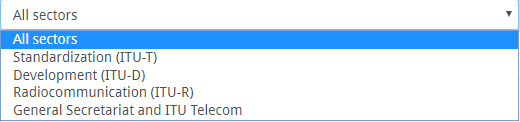 All sectors
All sectors
Standardization (ITU-T)
Development (ITU-D)
Radiocommunication (ITU-R)
General Secretariat and ITU Telecom